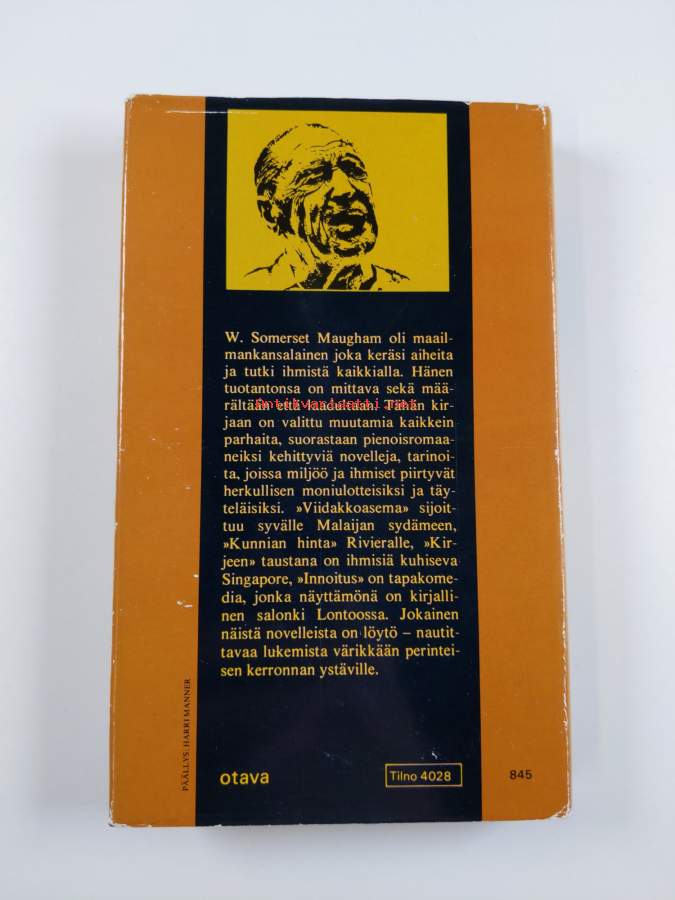 W. Somerset Maugham oli maail-
mankansalainen joka keräsi aiheita
ja tutki ihmistä kaikkialla. Hänen
tuotantonsa on mittava sekä mää-
rältään että laadultaan. Tähän kir-
Antikvariaatti.net
jaan on valittu muutamia kaikkein
parhaita, suorastaan pienoisromaa-
neiksi kehittyviä novelleja, tarinoi-
ta, joissa miljöö ja ihmiset piirtyvät
herkullisen moniulotteisiksi ja täy-
teläisiksi. »Viidakkoasema» sijoit-
tuu syvälle Malaijan sydämeen,
»Kunnian hinta» Rivieralle, »Kir-
jeen» taustana on ihmisiä kuhiseva
Singapore, »Innoitus» on tapakome-
dia, jonka näyttämönä on kirjalli-
nen salonki Lontoossa. Jokainen
näistä novelleista on löytö – nautit-
tavaa lukemista värikkään perintei-
sen kerronnan ystäville.
PÄÄLLYS: HARRI MANNER
otava
Tilno 4028
845